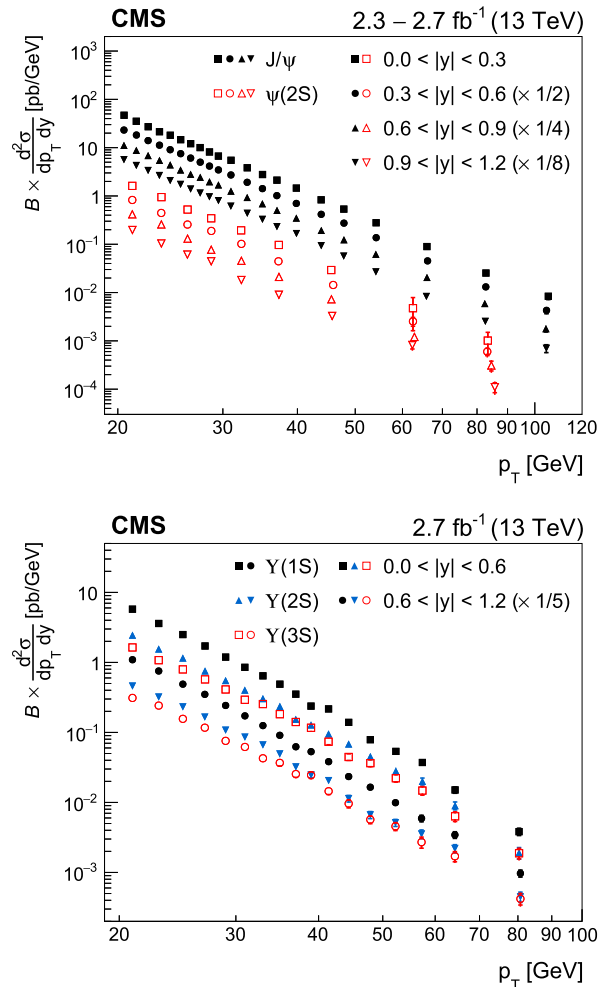 CMS 2.3 – 2.7 fb⁻¹ (13 TeV)
B × d²σ/dp_T dy [pb/GeV]
J/ψ 0.0 < |y| < 0.3
ψ(2S) 0.3 < |y| < 0.6 (× 1/2)
0.6 < |y| < 0.9 (× 1/4)
0.9 < |y| < 1.2 (× 1/8)
10³
10²
10
1
10⁻¹
10⁻²
10⁻³
10⁻⁴
20 30 40 50 60 70 80 90 100 120
p_T [GeV]
CMS 2.7 fb⁻¹ (13 TeV)
B × d²σ/dp_T dy [pb/GeV]
ϒ(1S) 0.0 < |y| < 0.6
ϒ(2S) 0.6 < |y| < 1.2 (× 1/5)
ϒ(3S)
10
1
10⁻¹
10⁻²
10⁻³
20 30 40 50 60 70 80 90 100
p_T [GeV]